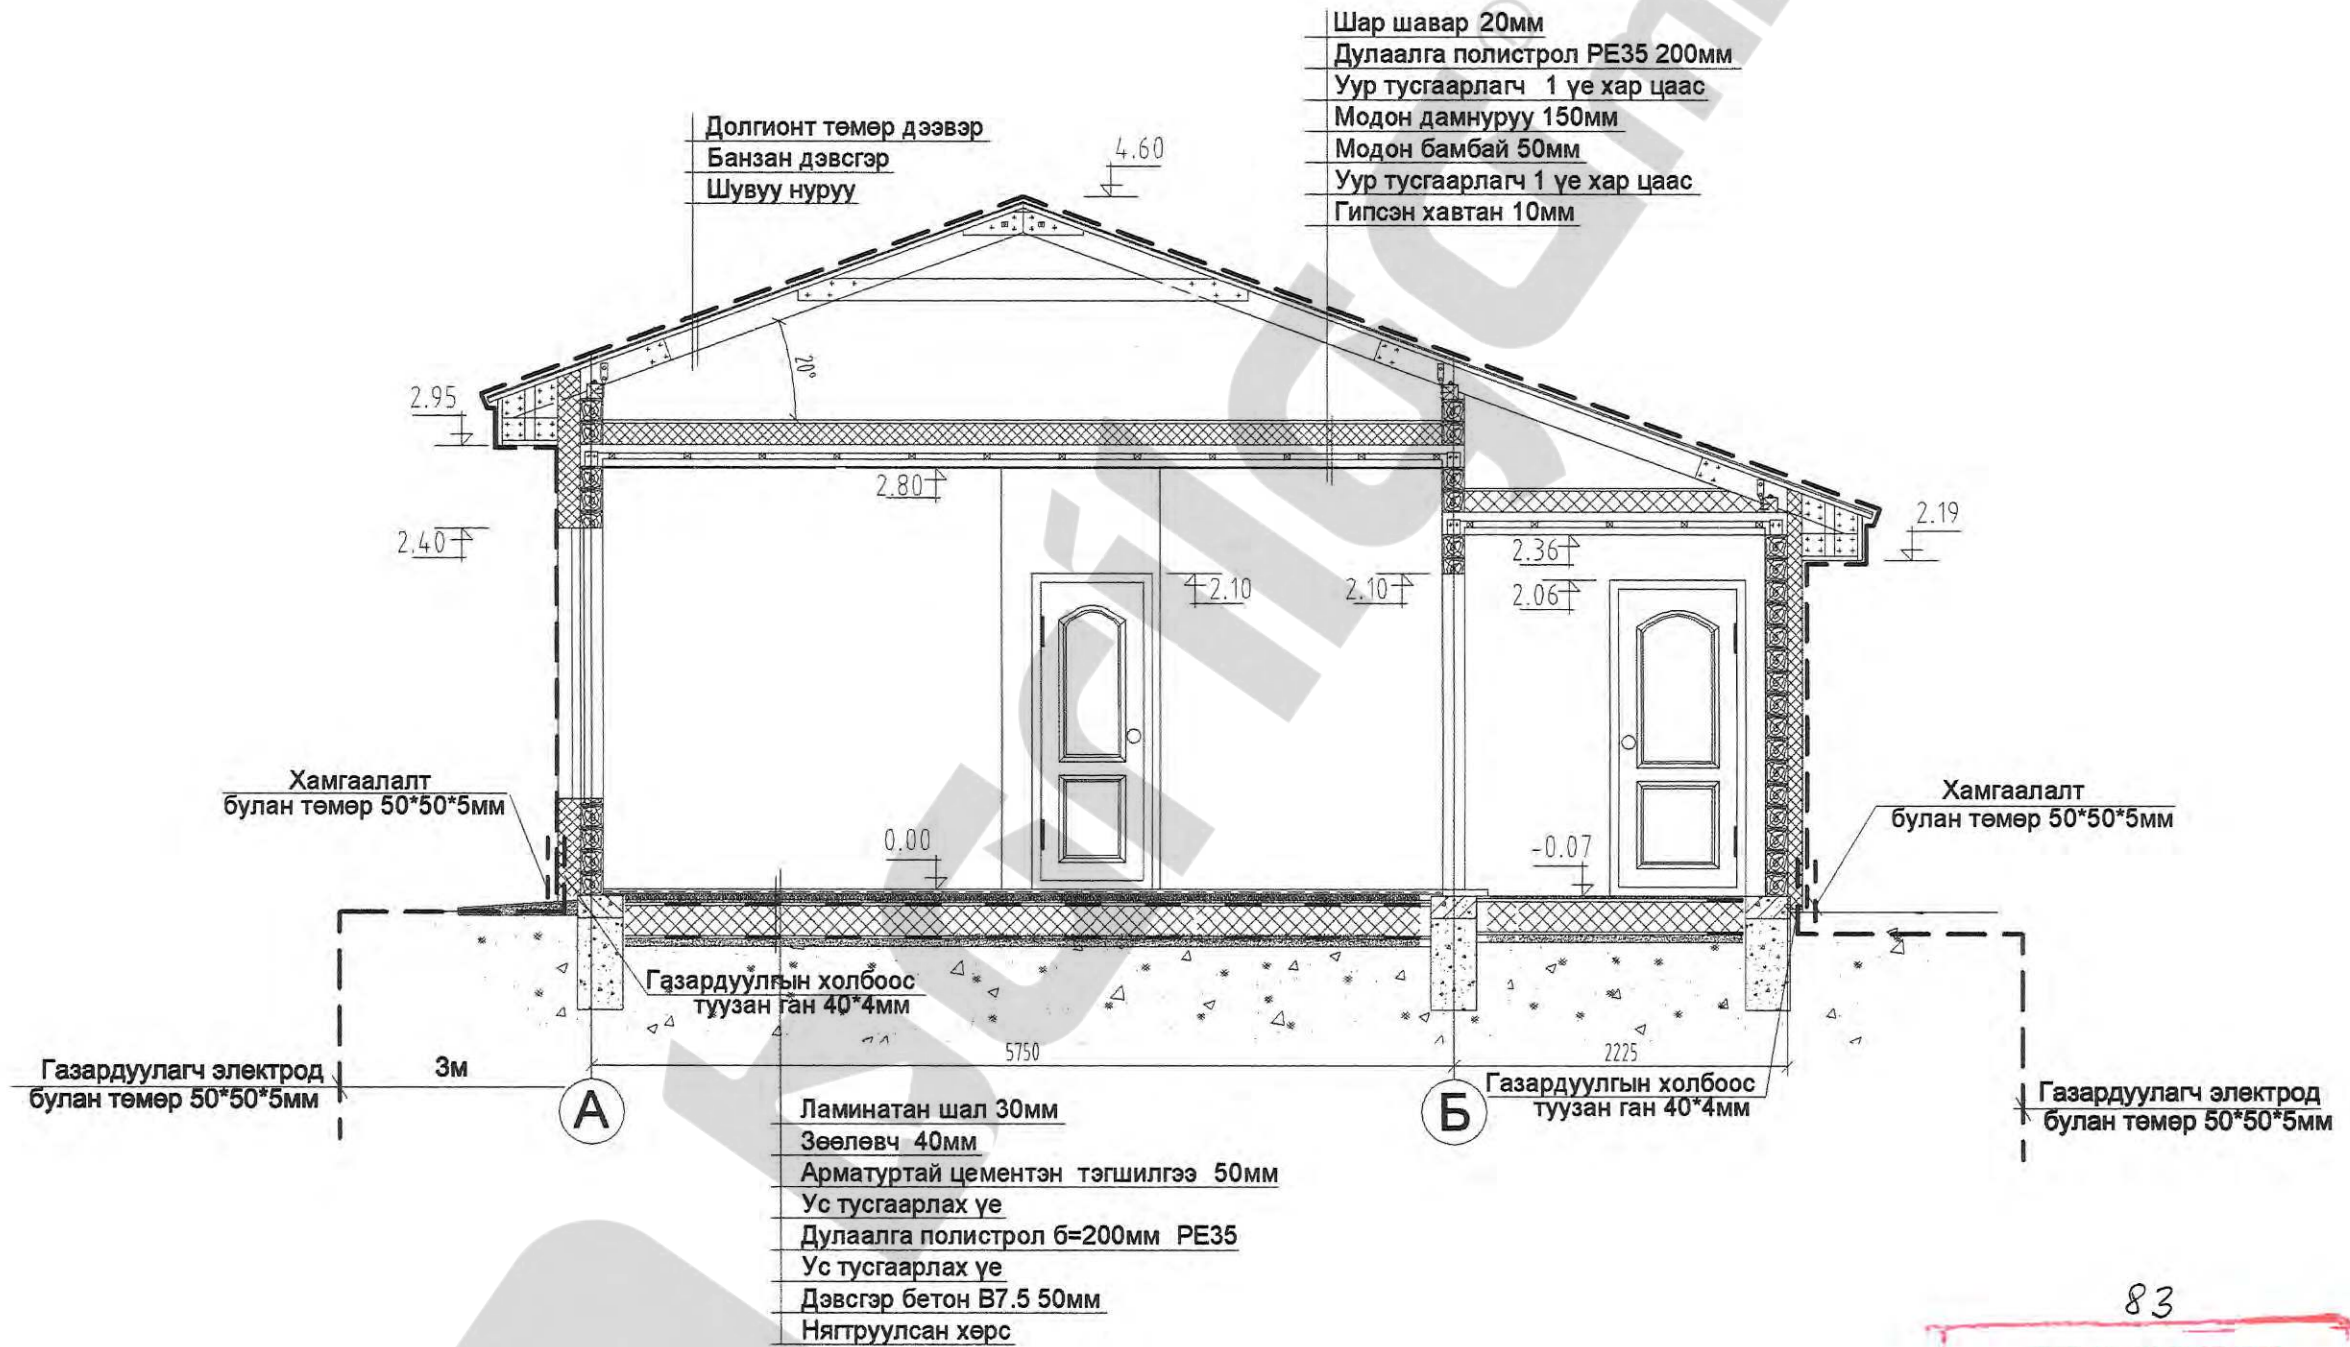 Шар шавар 20мм
Дулаалга полистрол PE35 200мм
Уур тусгаарлагч 1 үе хар цаас
Модон дамнуруу 150мм
Модон бамбай 50мм
Уур тусгаарлагч 1 үе хар цаас
Гипсэн хавтан 10мм
Долгионт төмөр дээвэр
Банзан дэвсгэр
Шувуу нуруу
4.60
20°
2.95
2.80
2.40
2.19
2.36
2.10
2.10
2.06
Хамгаалалт
булан төмөр 50*50*5мм
Хамгаалалт
булан төмөр 50*50*5мм
0.00
-0.07
Газардуулгын холбоос
туузан ган 40*4мм
5750
2225
Газардуулагч электрод
булан төмөр 50*50*5мм
3м
А
Б
Газардуулгын холбоос
туузан ган 40*4мм
Газардуулагч электрод
булан төмөр 50*50*5мм
Ламинатан шал 30мм
Зөөлөвч 40мм
Арматуртай цементэн тэгшилгээ 50мм
Ус тусгаарлах үе
Дулаалга полистрол б=200мм PE35
Ус тусгаарлах үе
Дэвсгэр бетон B7.5 50мм
Нягтруулсан хөрс
83